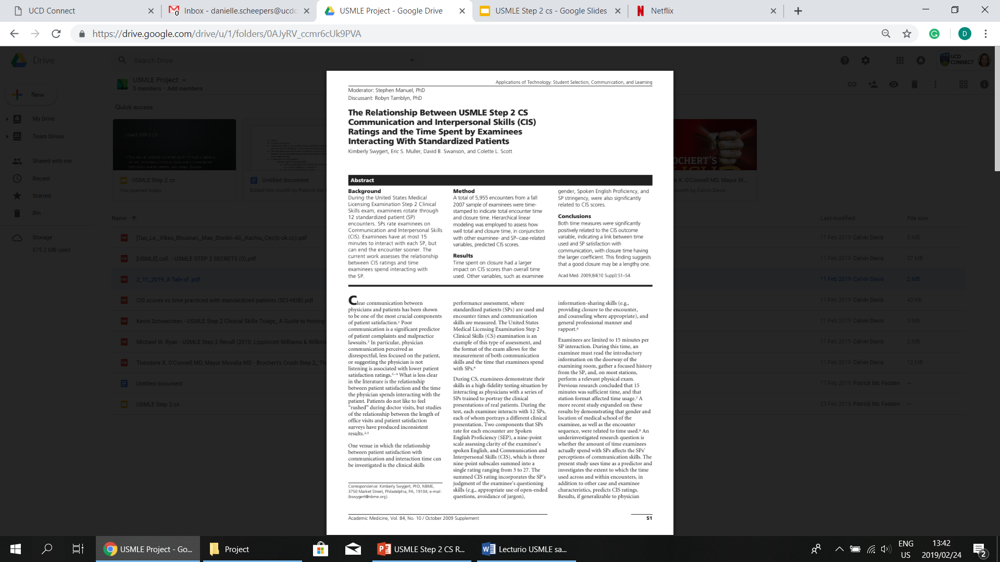 UCD Connect
Inbox - danielle.scheepers@ucdc
USMLE Project - Google Drive
USMLE Step 2 cs - Google Slides
Netflix
https://drive.google.com/drive/u/1/folders/0AJyRV_ccmr6cUk9PVA
D
Drive
Search Drive
UCD
CONNECT
New
USMLE Project
3 members · Add members
Quick access
My Drive
Team Drives
Shared with me
Recent
Starred
Bin
Storage
675.2 MB used
USMLE STEP 2 CS
USMLE Step 2 cs
You opened today
Untitled document
Edited this month by Patrick Mc
OCHERT'S
e X. O'Connell MD, Mayur M...
month by Calvin Davis
Name
Last modified
File size
[Tao_Le,_Vikas_Bhushan,_Mae_Sheikh-Ali,_Kachiu_Cec(b-ok.cc).pdf
11 Feb 2019 Calvin Davis
3 MB
[USMLE] coll. - USMLE STEP 2 SECRETS (0).pdf
11 Feb 2019 Calvin Davis
37 MB
2_11_2019_A Tale of .pdf
11 Feb 2019 Calvin Davis
2 MB
CIS scores vs time practiced with standardized patients (SCI-HUB).pdf
11 Feb 2019 Calvin Davis
43 KB
Kevin Schwechten - USMLE Step 2 Clinical Skills Triage_ A Guide to Honing
11 Feb 2019 Calvin Davis
3 MB
Michael W. Ryan - USMLE Step 2 Recall (2010, Lippincott Williams & Wilkins
11 Feb 2019 Calvin Davis
2 MB
Theodore X. O'Connell MD, Mayur Movalia MD - Brochert's Crush Step 2_ Th
11 Feb 2019 Calvin Davis
12 MB
Untitled document
17 Feb 2019 Patrick Mc Fadden
—
USMLE Step 2 cs
23 Feb 2019 Patrick Mc Fadden
—
Applications of Technology: Student Selection, Communication, and Learning
Moderator: Stephen Manuel, PhD
Discussant: Robyn Tamblyn, PhD
The Relationship Between USMLE Step 2 CS
Communication and Interpersonal Skills (CIS)
Ratings and the Time Spent by Examinees
Interacting With Standardized Patients
Kimberly Swygert, Eric S. Muller, David B. Swanson, and Colette L. Scott
Abstract
Background
During the United States Medical
Licensing Examination Step 2 Clinical
Skills exam, examinees rotate through
12 standardized patient (SP)
encounters. SPs rate examinees on
Communication and Interpersonal Skills
(CIS). Examinees have at most 15
minutes to interact with each SP, but
can end the encounter sooner. The
current work assesses the relationship
between CIS ratings and time
examinees spend interacting with
the SP.
Method
A total of 5,955 encounters from a fall
2007 sample of examinees were time-
stamped to indicate total encounter time
and closure time. Hierarchical linear
modeling was employed to assess how
well total and closure time, in conjunction
with other examinee- and SP–case-related
variables, predicted CIS scores.
Results
Time spent on closure had a larger
impact on CIS scores than overall time
used. Other variables, such as examinee
gender, Spoken English Proficiency, and
SP stringency, were also significantly
related to CIS scores.
Conclusions
Both time measures were significantly
positively related to the CIS outcome
variable, indicating a link between time
used and SP satisfaction with
communication, with closure time having
the larger coefficient. This finding suggests
that a good closure may be a lengthy one.
Acad Med. 2009;84(10 Suppl):S1–S4.
Clear communication between
physicians and patients has been shown
to be one of the most crucial components
of patient satisfaction.¹ Poor
communication is a significant predictor
of patient complaints and malpractice
lawsuits.² In particular, physician
communication perceived as
disrespectful, less focused on the patient,
or suggesting the physician is not
listening is associated with lower patient
satisfaction ratings.²⁻⁴ What is less clear
in the literature is the relationship
between patient satisfaction and the time
the physician spends interacting with the
patient. Patients do not like to feel
"rushed" during doctor visits, but studies
of the relationship between the length of
office visits and patient satisfaction
surveys have produced inconsistent
results.²,⁵
One venue in which the relationship
between patient satisfaction with
communication and interaction time can
be investigated is the clinical skills
Correspondence: Kimberly Swygert, PhD, NBME,
3750 Market Street, Philadelphia, PA, 19104; e-mail:
(kswygert@nbme.org).
performance assessment, where
standardized patients (SPs) are used and
encounter times and communication
skills are measured. The United States
Medical Licensing Examination Step 2
Clinical Skills (CS) examination is an
example of this type of assessment, and
the format of the exam allows for the
measurement of both communication
skills and the time that examinees spend
with SPs.⁶
During CS, examinees demonstrate their
skills in a high-fidelity testing situation by
interacting as physicians with a series of
SPs trained to portray the clinical
presentations of real patients. During the
test, each examinee interacts with 12 SPs,
each of whom portrays a different clinical
presentation. Two components that SPs
rate for each encounter are Spoken
English Proficiency (SEP), a nine-point
scale assessing clarity of the examinee's
spoken English, and Communication and
Interpersonal Skills (CIS), which is three
nine-point subscales summed into a
single rating ranging from 3 to 27. The
summed CIS rating incorporates the SP's
judgment of the examinee's questioning
skills (e.g., appropriate use of open-ended
questions, avoidance of jargon),
information-sharing skills (e.g.,
providing closure to the encounter,
and counseling where appropriate), and
general professional manner and
rapport.⁶
Examinees are limited to 15 minutes per
SP interaction. During this time, an
examinee must read the introductory
information on the doorway of the
examining room, gather a focused history
from the SP, and, on most stations,
perform a relevant physical exam.
Previous research concluded that 15
minutes was sufficient time, and that
station format affected time usage.⁷ A
more recent study expanded on these
results by demonstrating that gender and
location of medical school of the
examinee, as well as the encounter
sequence, were related to time used.⁸ An
underinvestigated research question is
whether the amount of time examinees
actually spend with SPs affects the SPs'
perceptions of communication skills. The
present study uses time as a predictor and
investigates the extent to which the time
used across and within encounters, in
addition to other case and examinee
characteristics, predicts CIS ratings.
Results, if generalizable to physician
Academic Medicine, Vol. 84, No. 10 / October 2009 Supplement
S1
USMLE Project - Go...
Project
USMLE Step 2 CS R...
Lecturio USMLE sa...
ENG
US
13:42
2019/02/24
2